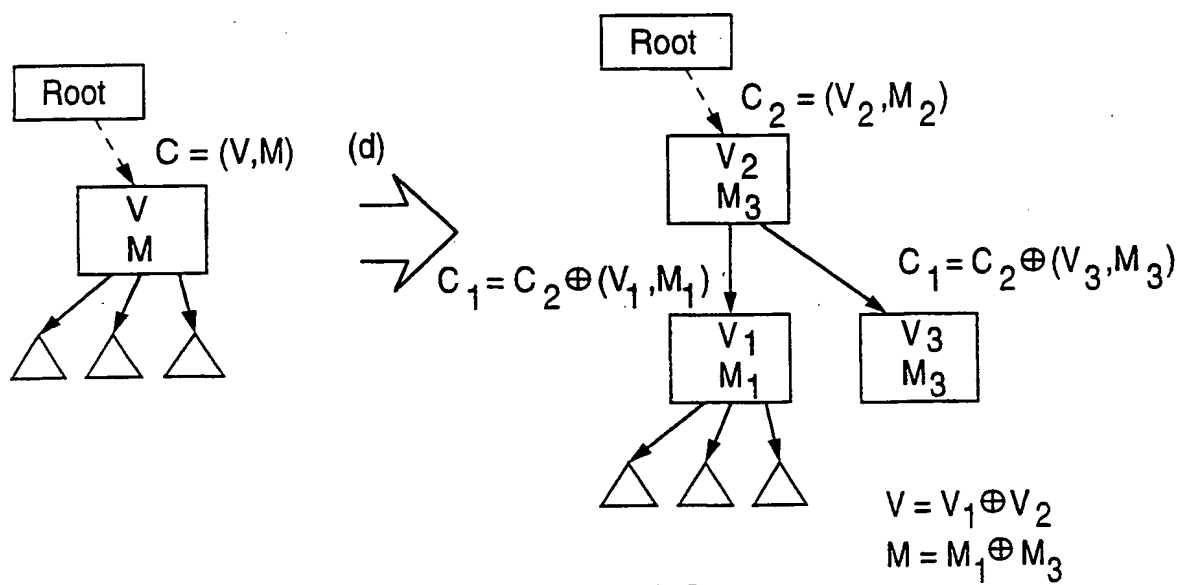 Root
C = (V,M)
V
M
(d)
Root
C₂ = (V₂,M₂)
V₂
M₃
C₁ = C₂ ⊕ (V₁,M₁)
C₁ = C₂ ⊕ (V₃,M₃)
V₁
M₁
V₃
M₃
V = V₁ ⊕ V₂
M = M₁ ⊕ M₃